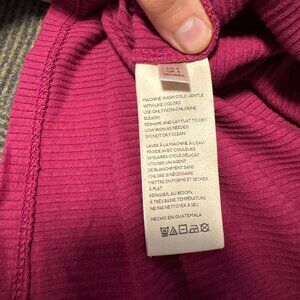 MACHINE WASH COLD GENTLE
WITH LIKE COLORS
USE ONLY NON-CHLORINE
BLEACH
RESHAPE AND LAY FLAT TO DRY
LOW IRON AS NEEDED
DO NOT DRY CLEAN
LAVER À LA MACHINE À L'EAU
FROIDE AVEC COULEURS
SIMILAIRES-CYCLE DÉLICAT
UTILISER UN AGENT
DE BLANCHIMENT SANS
CHLORE SI NÉCESSAIRE
METTRE EN FORME ET SÉCHER
À PLAT
REPASSER, AU BESOIN,
À TRÈS BASSE TEMPÉRATURE
NE PAS NETTOYER À SEC
HECHO EN GUATEMALA